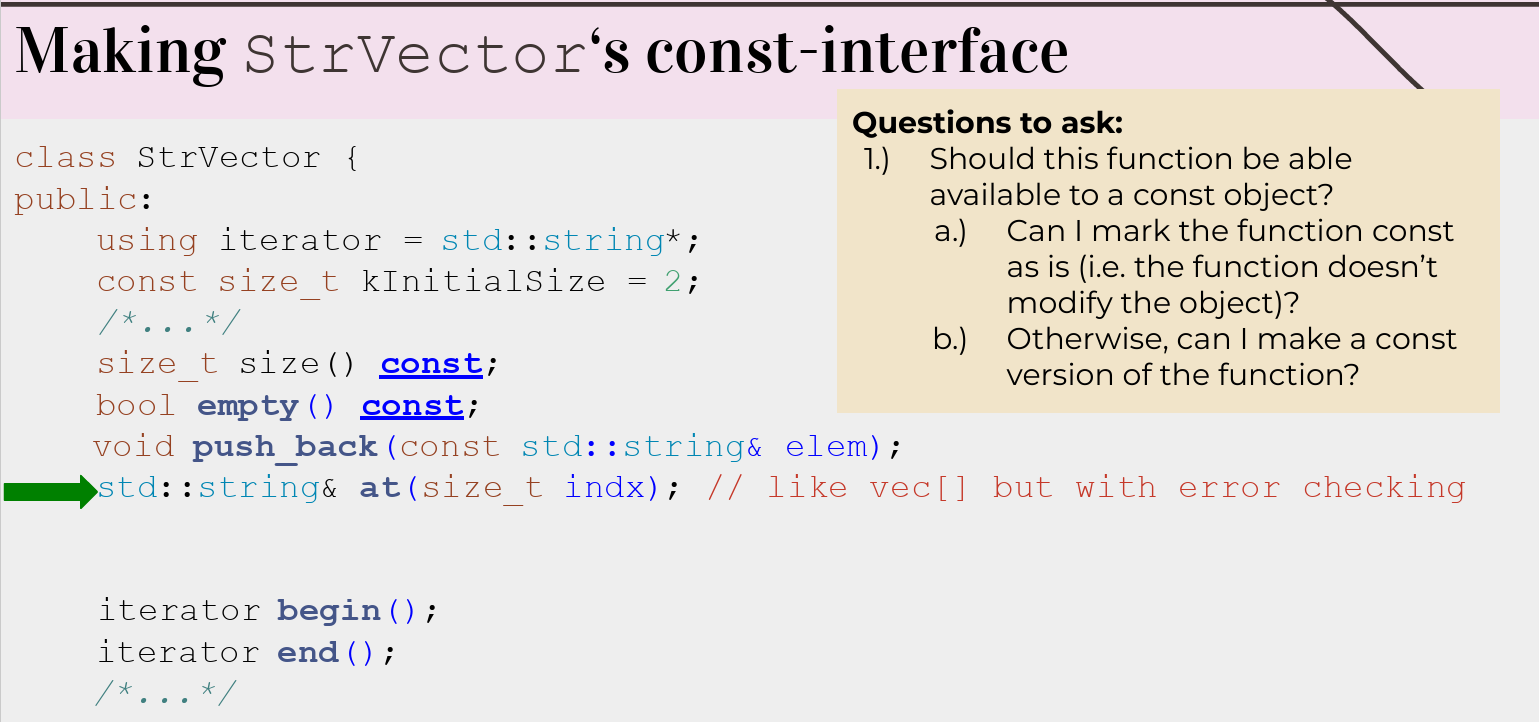 Making StrVector‘s const-interface
Questions to ask:
1.) Should this function be able
available to a const object?
a.) Can I mark the function const
as is (i.e. the function doesn’t
modify the object)?
b.) Otherwise, can I make a const
version of the function?
class StrVector {
public:
using iterator = std::string*;
const size_t kInitialSize = 2;
/*...*/
size_t size() const;
bool empty() const;
void push_back(const std::string& elem);
std::string& at(size_t indx); // like vec[] but with error checking
iterator begin();
iterator end();
/*...*/